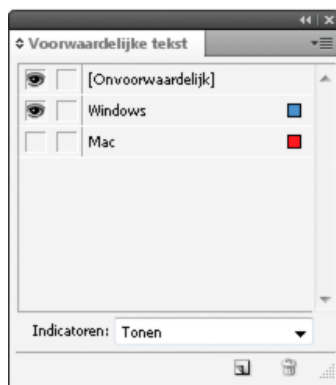 Voorwaardelijke tekst
[Onvoorwaardelijk]
Windows
Mac
Indicatoren: Tonen